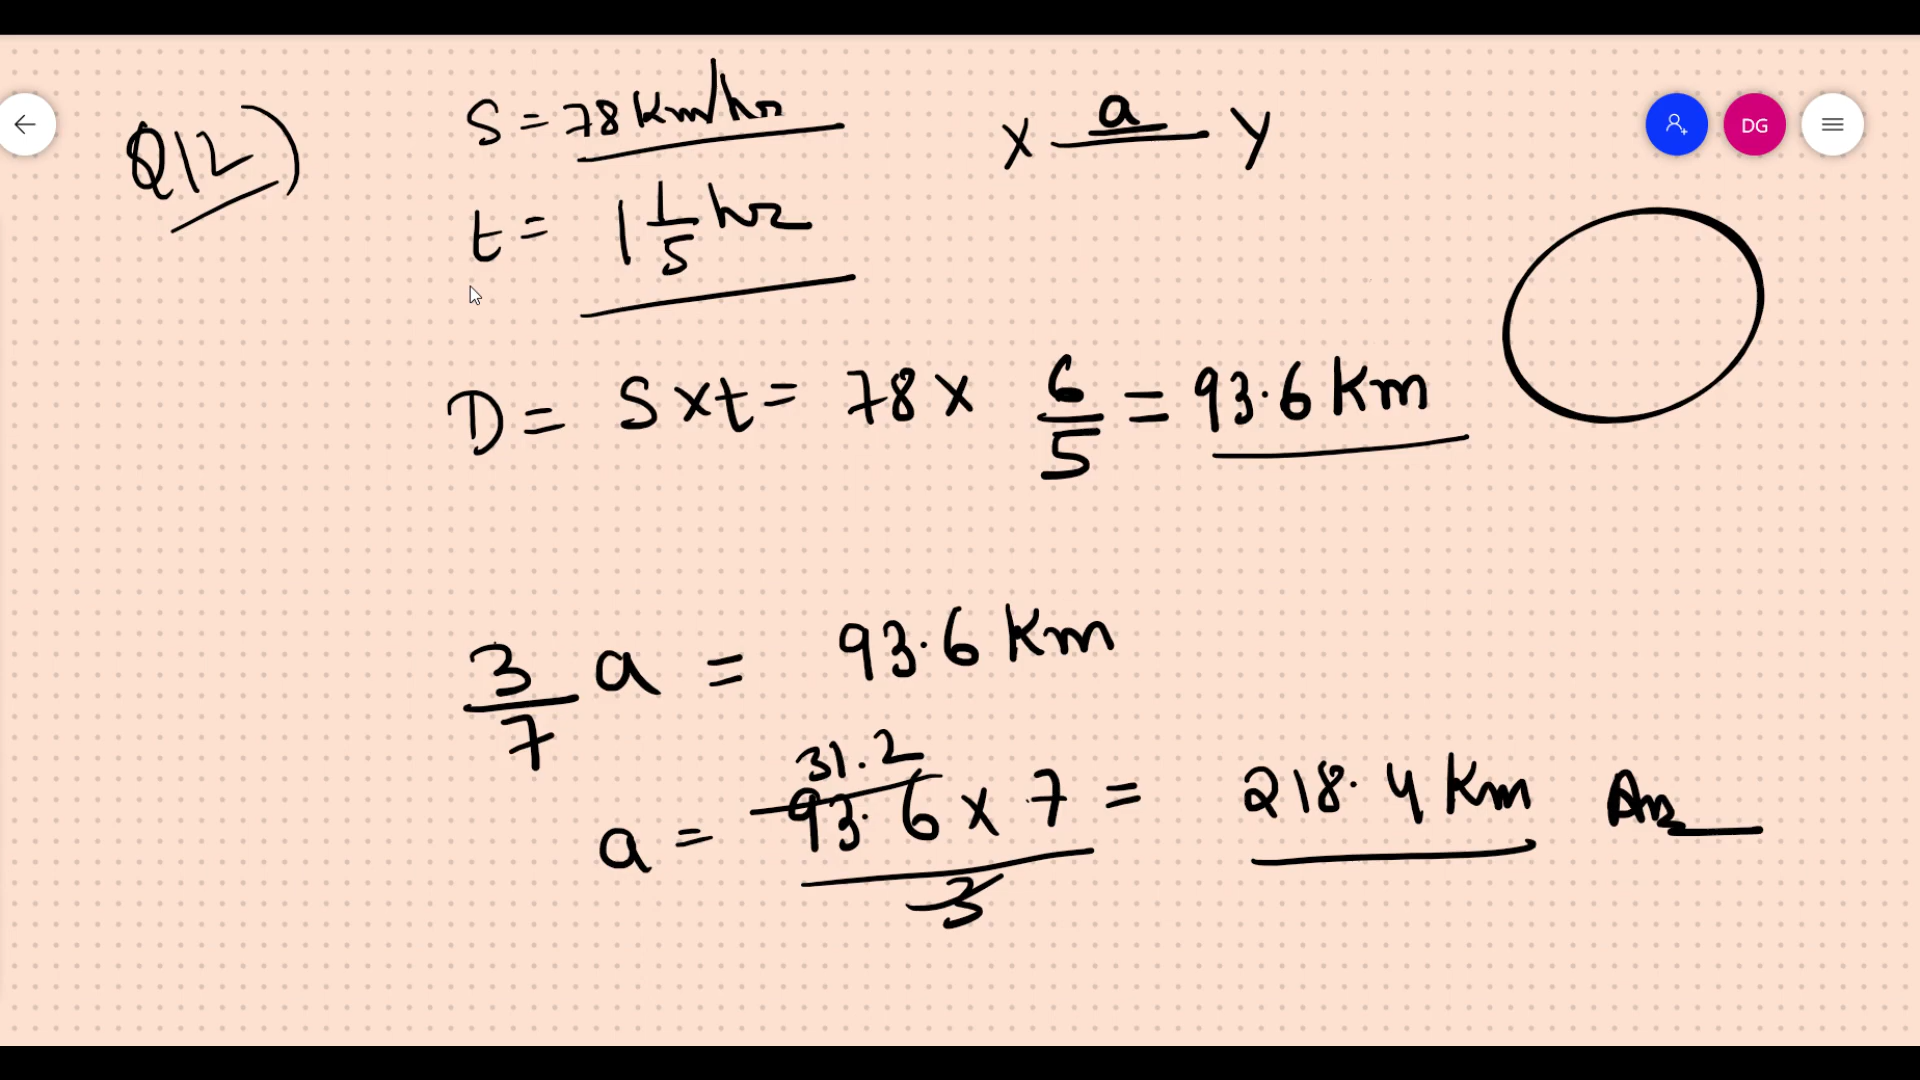 Q12)
S = 78 Km/hr
X a Y
DG
t = 1 1/5 hr
D = S x t = 78 x 6/5 = 93.6 Km
3/7 a = 93.6 Km
31.2
a = 93.6 x 7 / 3 = 218.4 Km Ans